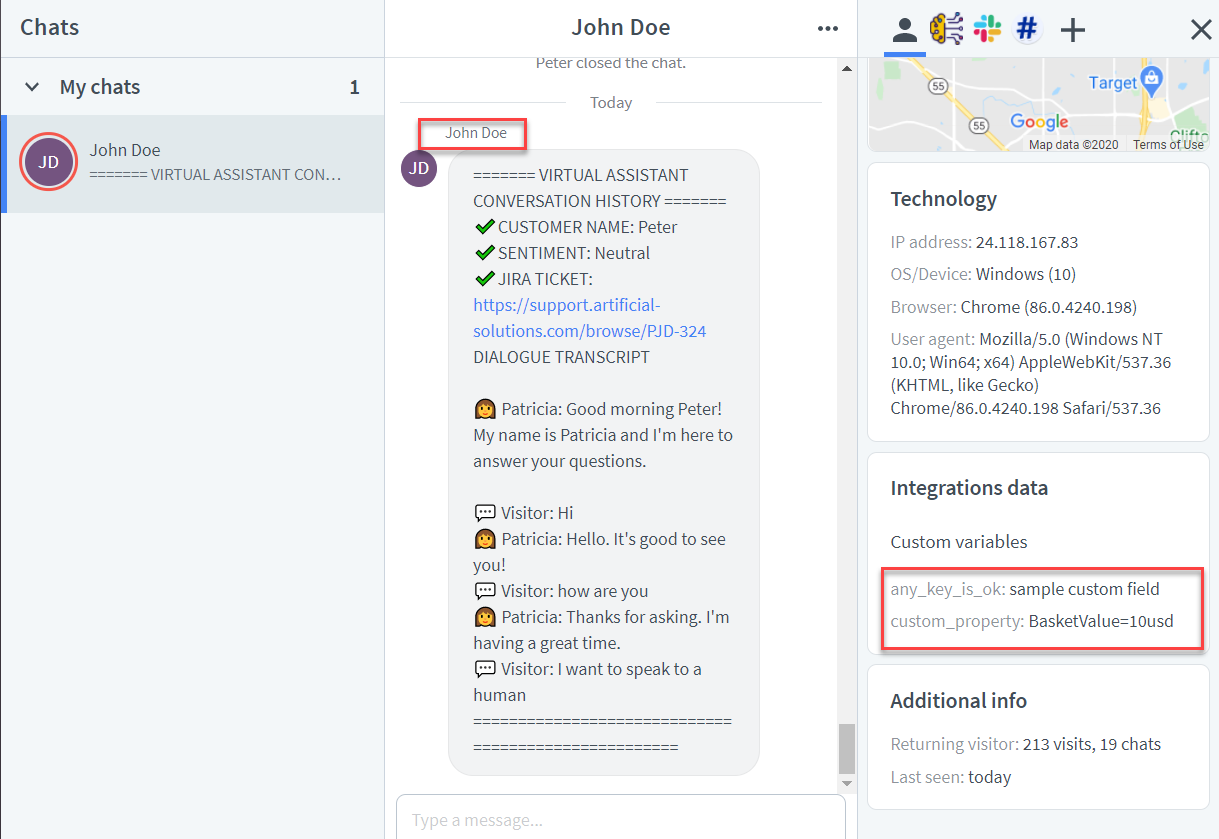 Chats
My chats 1
JD
John Doe
======= VIRTUAL ASSISTANT CON…
John Doe
Peter closed the chat.
Today
John Doe
JD
======= VIRTUAL ASSISTANT
CONVERSATION HISTORY =======
✔ CUSTOMER NAME: Peter
✔ SENTIMENT: Neutral
✔ JIRA TICKET:
https://support.artificial-
solutions.com/browse/PJD-324
DIALOGUE TRANSCRIPT
👩 Patricia: Good morning Peter!
My name is Patricia and I'm here to
answer your questions.
💬 Visitor: Hi
👩 Patricia: Hello. It's good to see
you!
💬 Visitor: how are you
👩 Patricia: Thanks for asking. I'm
having a great time.
💬 Visitor: I want to speak to a
human
=============================
=======================
Type a message...
#
55
Target
55
Google
Clifto
Map data ©2020 Terms of Use
Technology
IP address: 24.118.167.83
OS/Device: Windows (10)
Browser: Chrome (86.0.4240.198)
User agent: Mozilla/5.0 (Windows NT
10.0; Win64; x64) AppleWebKit/537.36
(KHTML, like Gecko)
Chrome/86.0.4240.198 Safari/537.36
Integrations data
Custom variables
any_key_is_ok: sample custom field
custom_property: BasketValue=10usd
Additional info
Returning visitor: 213 visits, 19 chats
Last seen: today